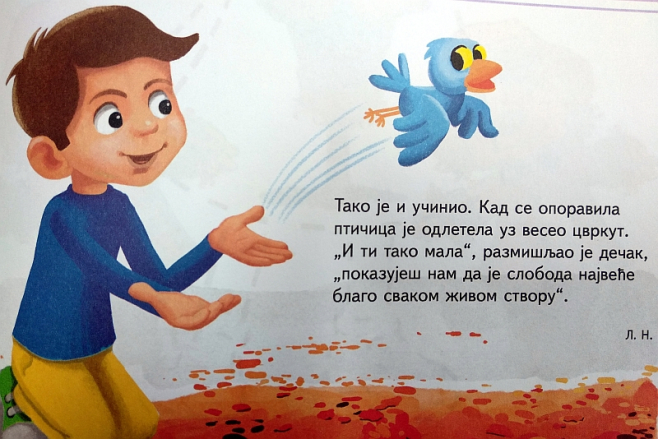 Тако је и учинио. Кад се опоравила
птичица је одлетела уз весео цвркут.
„И ти тако мала“, размишљао је дечак,
„показујеш нам да је слобода највеће
благо сваком живом створу“.
Л. Н.